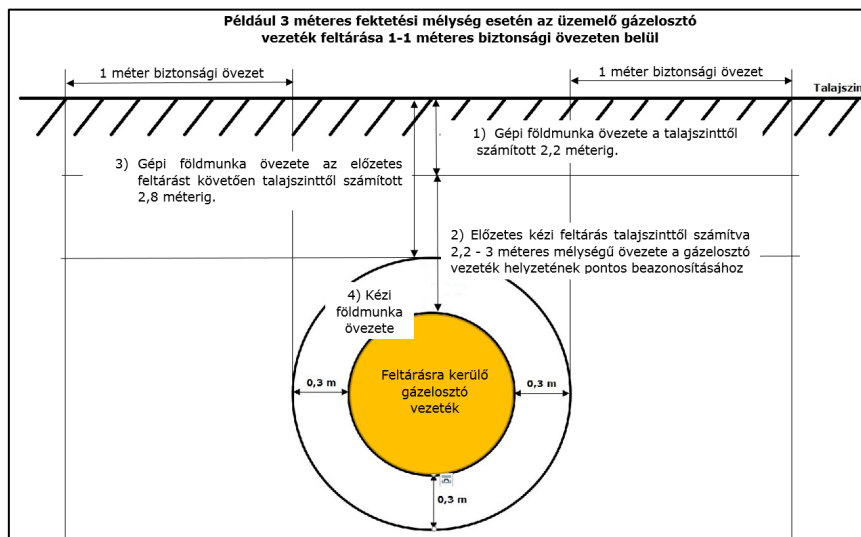 Például 3 méteres fektetési mélység esetén az üzemelő gázelosztó
vezeték feltárása 1-1 méteres biztonsági övezeten belül
1 méter biztonsági övezet
1 méter biztonsági övezet
Talajszin
1) Gépi földmunka övezete a talajszinttől
számított 2,2 méterig.
3) Gépi földmunka övezete az előzetes
feltárást követően talajszinttől számított
2,8 méterig.
2) Előzetes kézi feltárás talajszinttől számítva
2,2 - 3 méteres mélységű övezete a gázelosztó
vezeték helyzetének pontos beazonosításához
4) Kézi
földmunka
övezete
Feltárásra kerülő
gázelosztó
vezeték
0,3 m
0,3 m
0,3 m